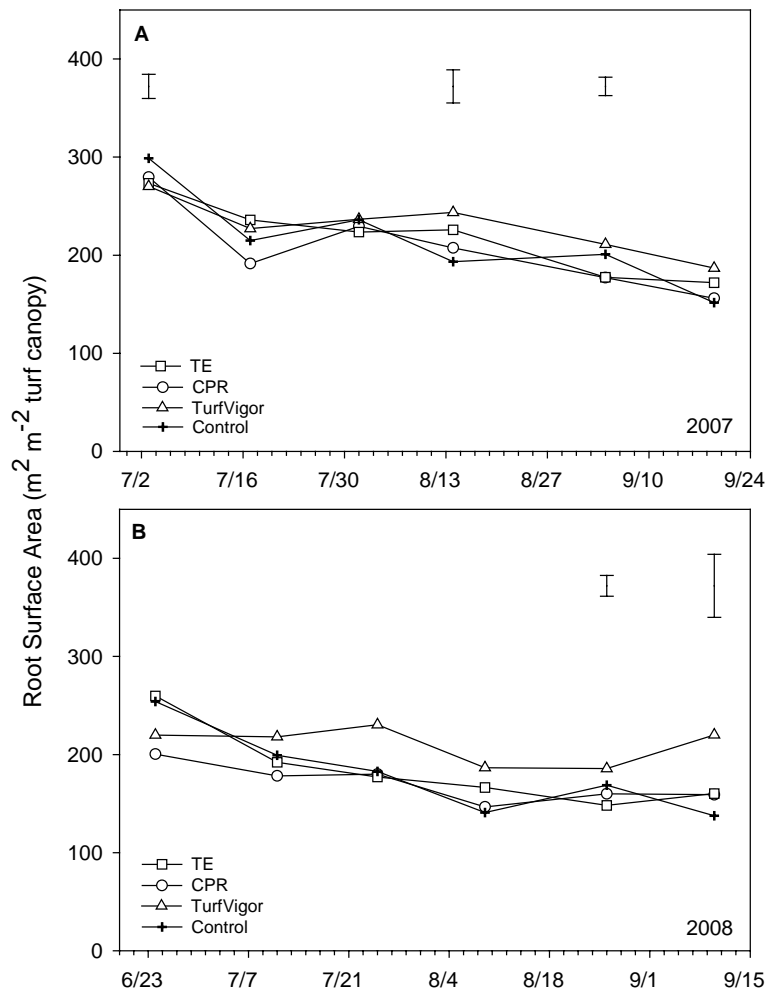 A
400
300
200
100
0
TE
CPR
TurfVigor
Control
2007
7/2 7/16 7/30 8/13 8/27 9/10 9/24
Root Surface Area (m² m⁻² turf canopy)
B
400
300
200
100
0
TE
CPR
TurfVigor
Control
2008
6/23 7/7 7/21 8/4 8/18 9/1 9/15